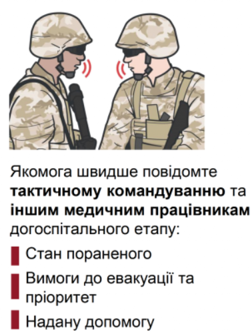 Якомога швидше повідомте
тактичному командуванню та
іншим медичним працівникам
догоспітального етапу:
Стан пораненого
Вимоги до евакуації та
пріоритет
Надану допомогу